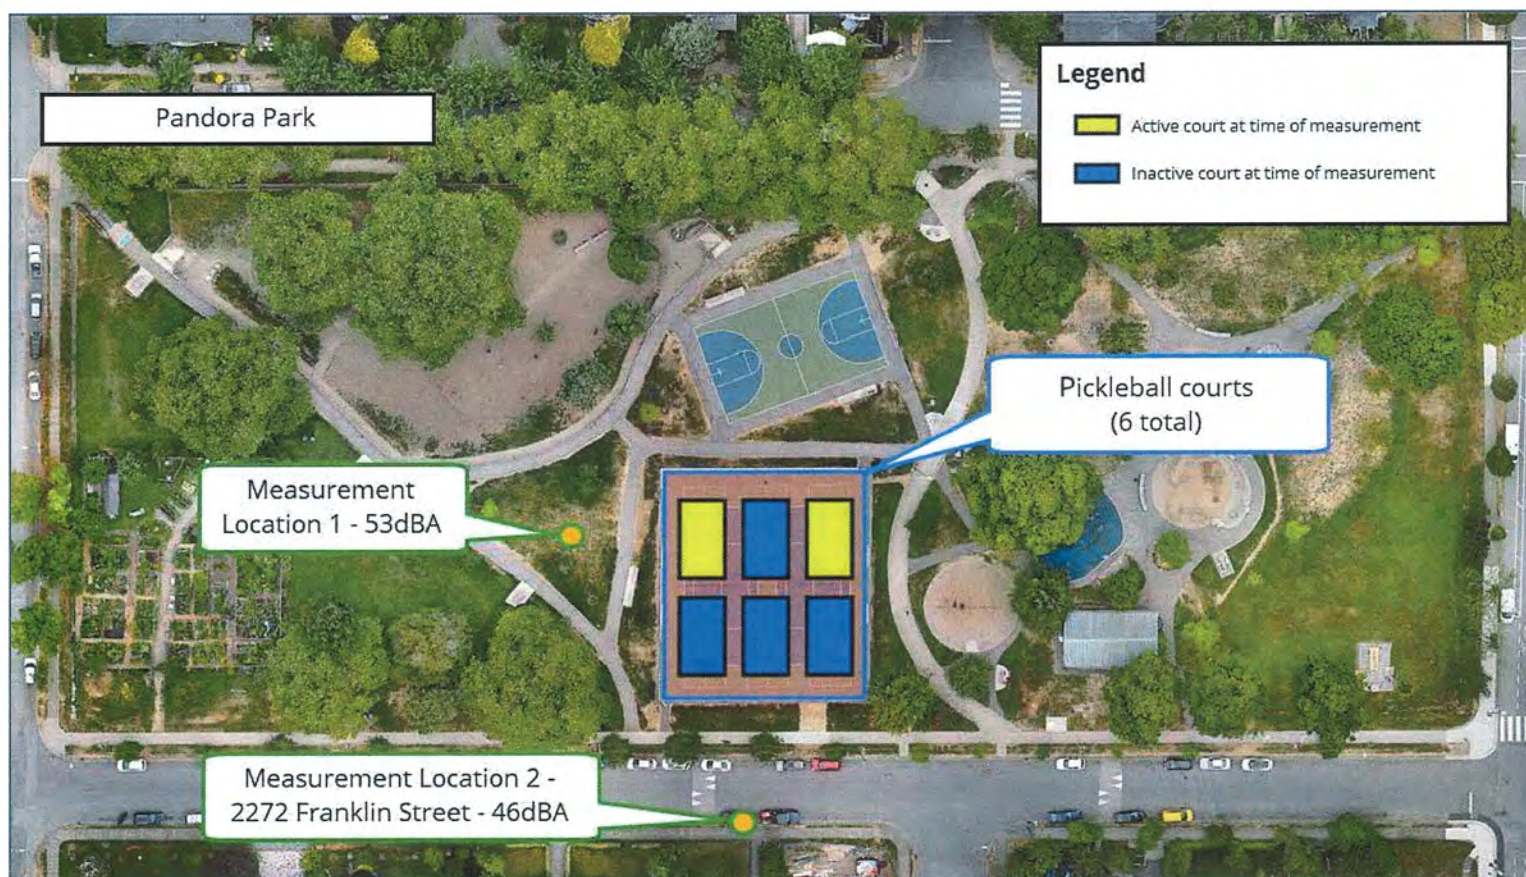 Pandora Park
Legend
Active court at time of measurement
Inactive court at time of measurement
Pickleball courts
(6 total)
Measurement
Location 1 - 53dBA
Measurement Location 2 -
2272 Franklin Street - 46dBA